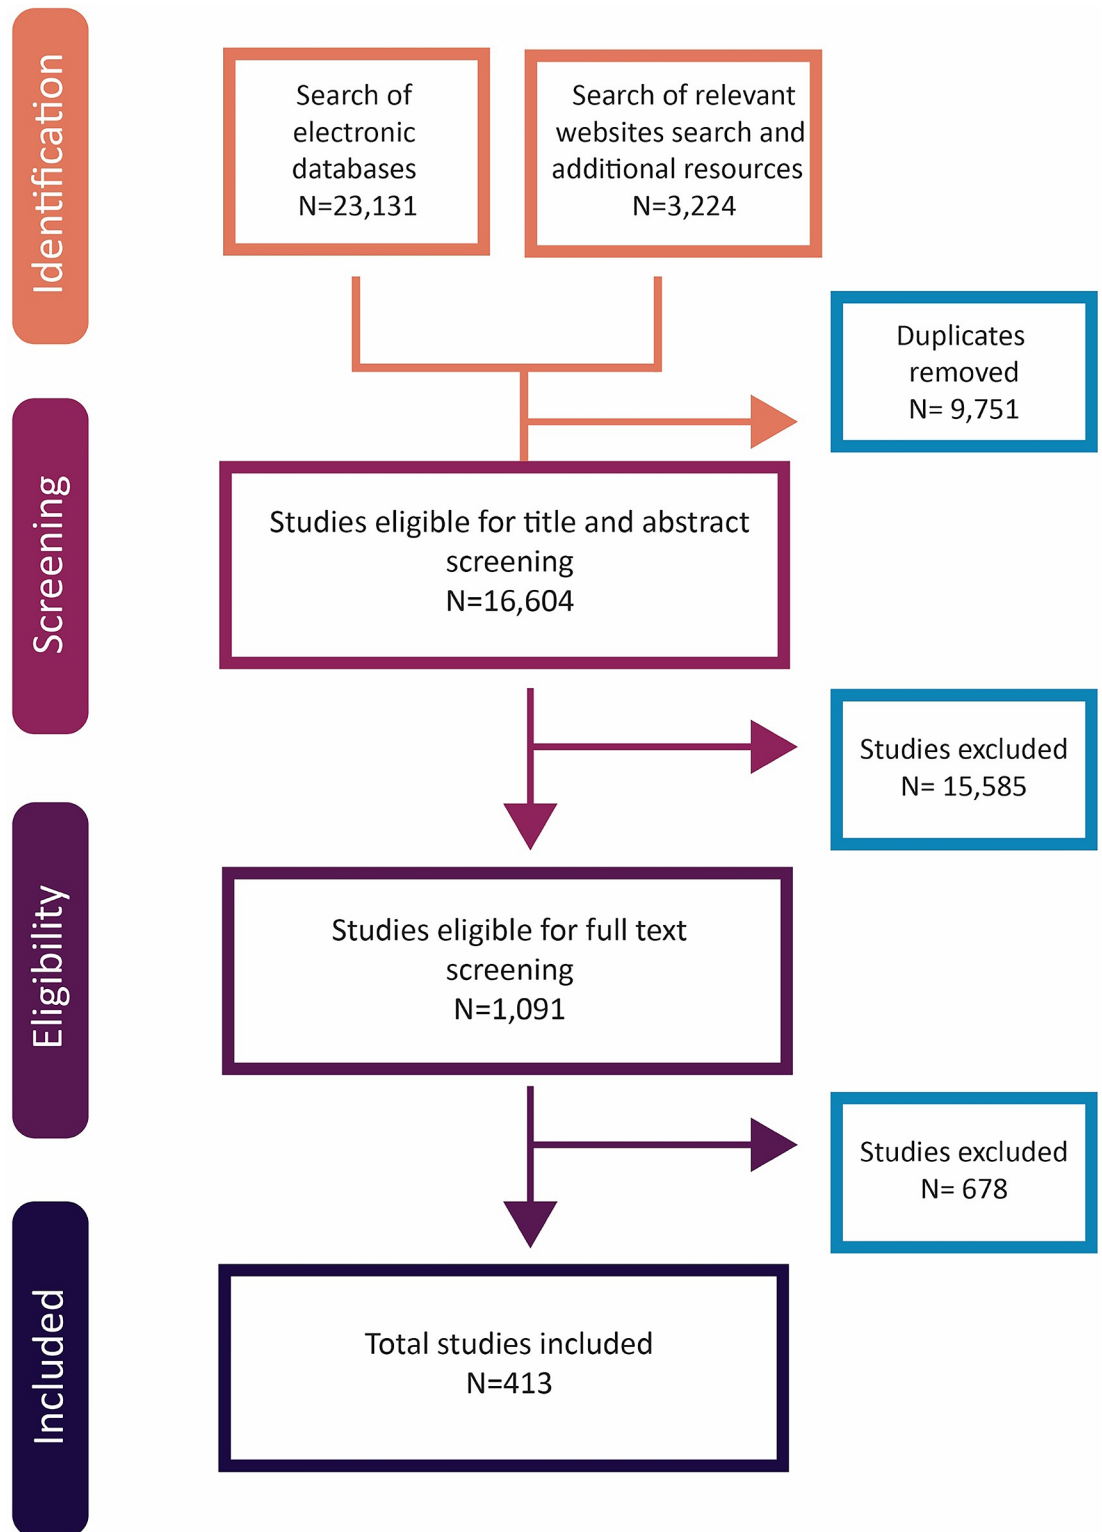 Identification
Search of
electronic
databases
N=23,131
Search of relevant
websites search and
additional resources
N=3,224
Duplicates
removed
N= 9,751
Screening
Studies eligible for title and abstract
screening
N=16,604
Studies excluded
N= 15,585
Eligibility
Studies eligible for full text
screening
N=1,091
Studies excluded
N= 678
Included
Total studies included
N=413